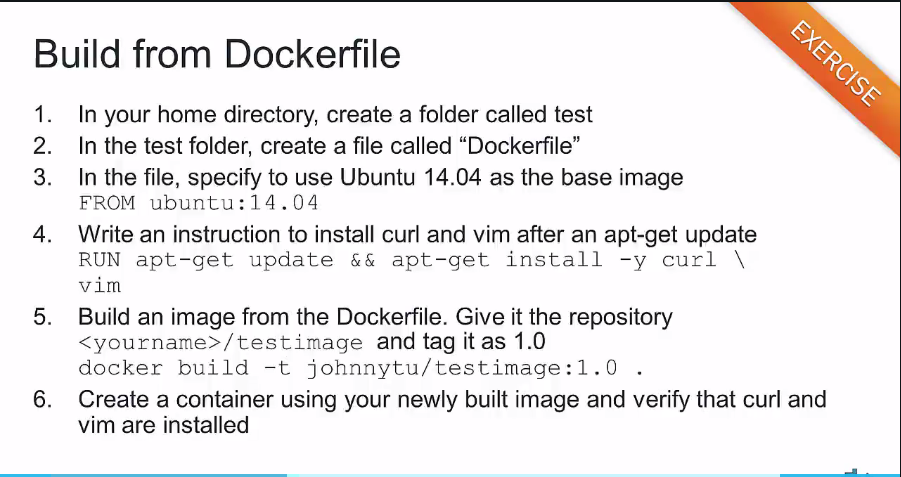 Build from Dockerfile
EXERCISE
1. In your home directory, create a folder called test
2. In the test folder, create a file called “Dockerfile”
3. In the file, specify to use Ubuntu 14.04 as the base image
FROM ubuntu:14.04
4. Write an instruction to install curl and vim after an apt-get update
RUN apt-get update && apt-get install -y curl \
vim
5. Build an image from the Dockerfile. Give it the repository
<yourname>/testimage and tag it as 1.0
docker build -t johnnytu/testimage:1.0 .
6. Create a container using your newly built image and verify that curl and
vim are installed